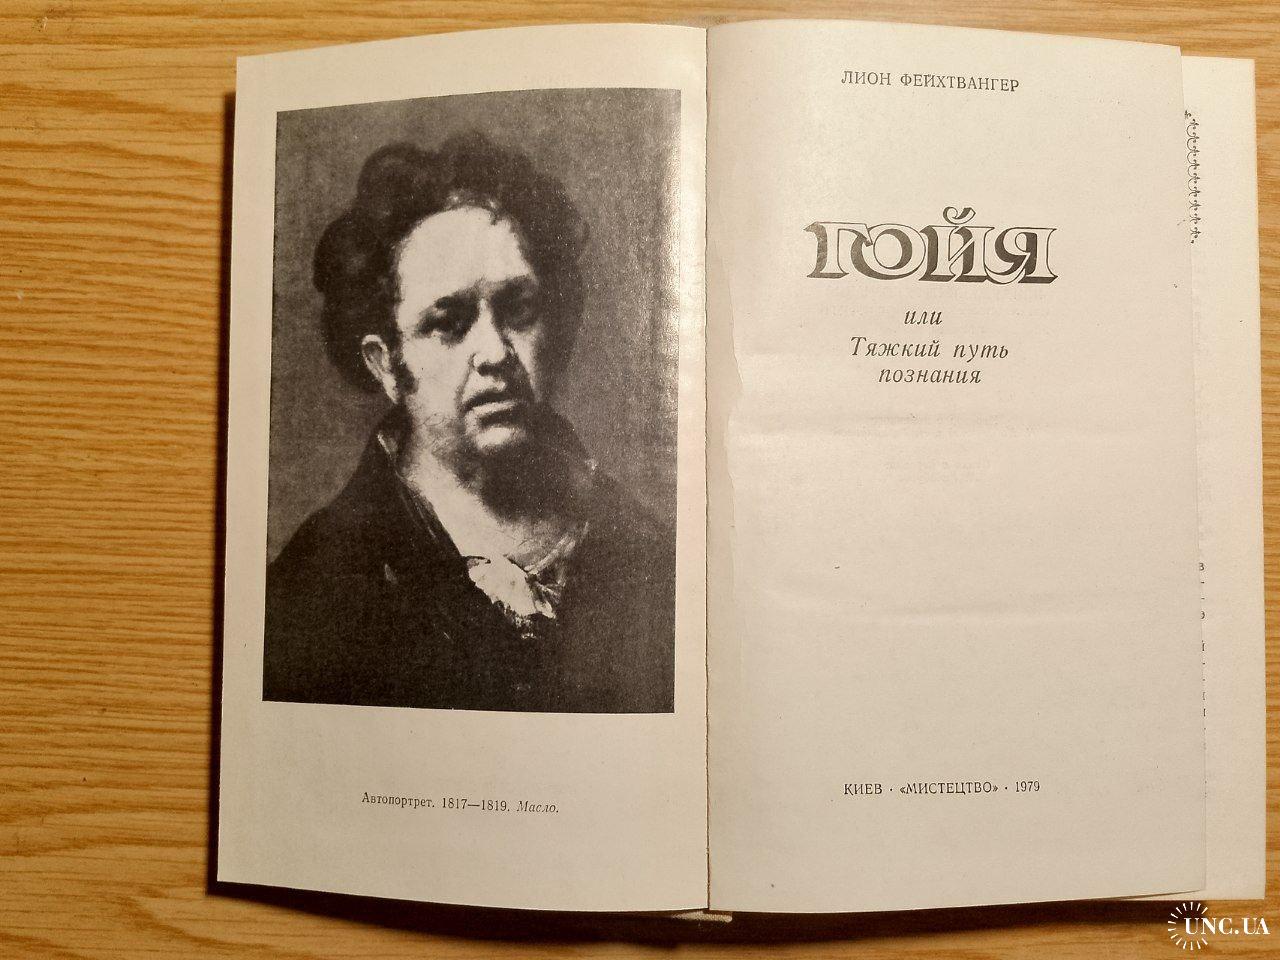 Автопортрет. 1817—1819. Масло.
ЛИОН ФЕЙХТВАНГЕР
ГОЙЯ
или
Тяжкий путь
познания
КИЕВ · «МИСТЕЦТВО» · 1979
UNC.UA